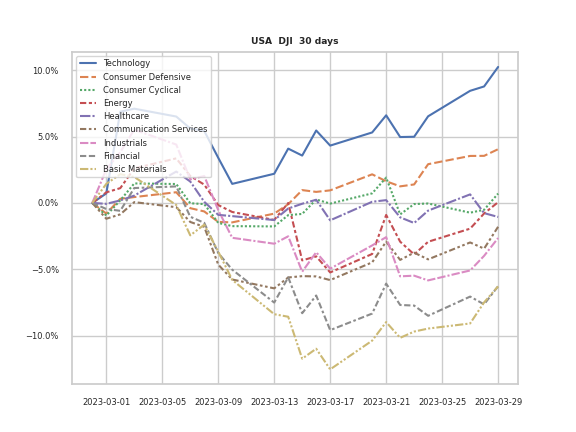 USA DJI 30 days
10.0%
5.0%
0.0%
−5.0%
−10.0%
Technology
Consumer Defensive
Consumer Cyclical
Energy
Healthcare
Communication Services
Industrials
Financial
Basic Materials
2023-03-01 2023-03-05 2023-03-09 2023-03-13 2023-03-17 2023-03-21 2023-03-25 2023-03-29